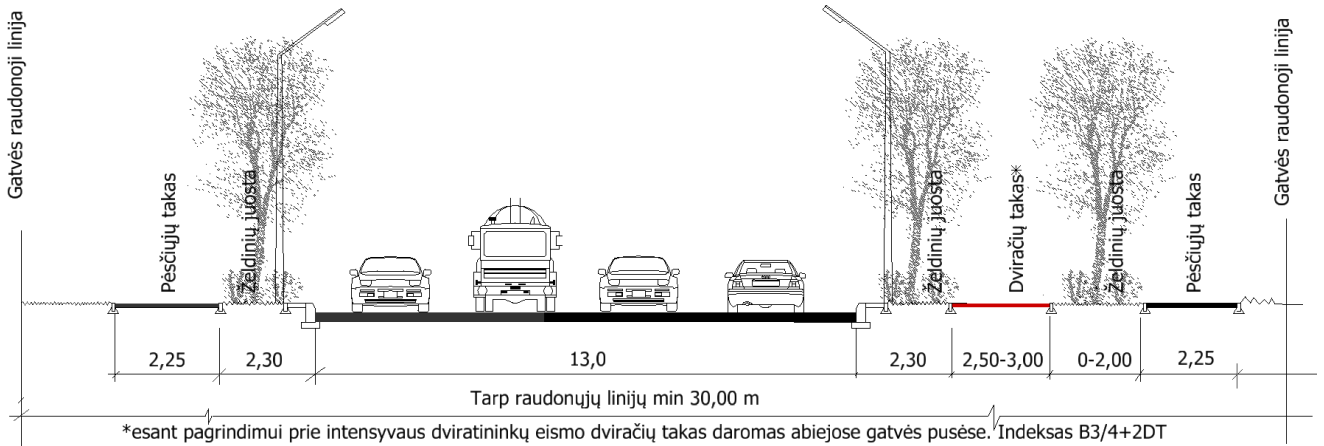 Gatvės raudonoji linija
Pėsčiųjų takas
Želdinių juosta
Želdinių juosta
Dviračių takas*
Želdinių juosta
Pėsčiųjų takas
Gatvės raudonoji linija
2,25
2,30
13,0
2,30
2,50-3,00
0-2,00
2,25
Tarp raudonųjų linijų min 30,00 m
*esant pagrindimui prie intensyvaus dviratininkų eismo dviračių takas daromas abiejose gatvės pusėse. Indeksas B3/4+2DT